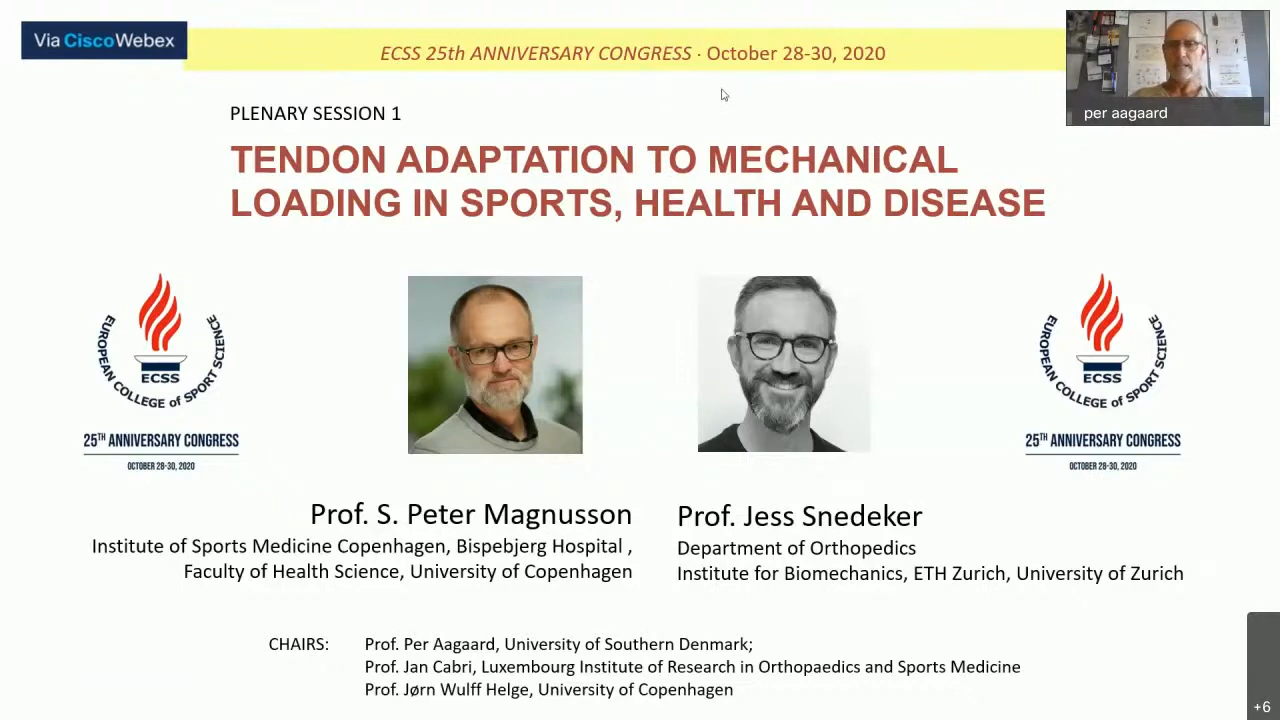 Via Cisco Webex
ECSS 25th ANNIVERSARY CONGRESS · October 28-30, 2020
per aagaard
PLENARY SESSION 1
TENDON ADAPTATION TO MECHANICAL
LOADING IN SPORTS, HEALTH AND DISEASE
EUROPEAN COLLEGE of SPORT SCIENCE
ECSS
25TH ANNIVERSARY CONGRESS
OCTOBER 28-30, 2020
EUROPEAN COLLEGE of SPORT SCIENCE
ECSS
25TH ANNIVERSARY CONGRESS
OCTOBER 28-30, 2020
Prof. S. Peter Magnusson
Institute of Sports Medicine Copenhagen, Bispebjerg Hospital ,
Faculty of Health Science, University of Copenhagen
Prof. Jess Snedeker
Department of Orthopedics
Institute for Biomechanics, ETH Zurich, University of Zurich
CHAIRS: Prof. Per Aagaard, University of Southern Denmark;
Prof. Jan Cabri, Luxembourg Institute of Research in Orthopaedics and Sports Medicine
Prof. Jørn Wulff Helge, University of Copenhagen
+6